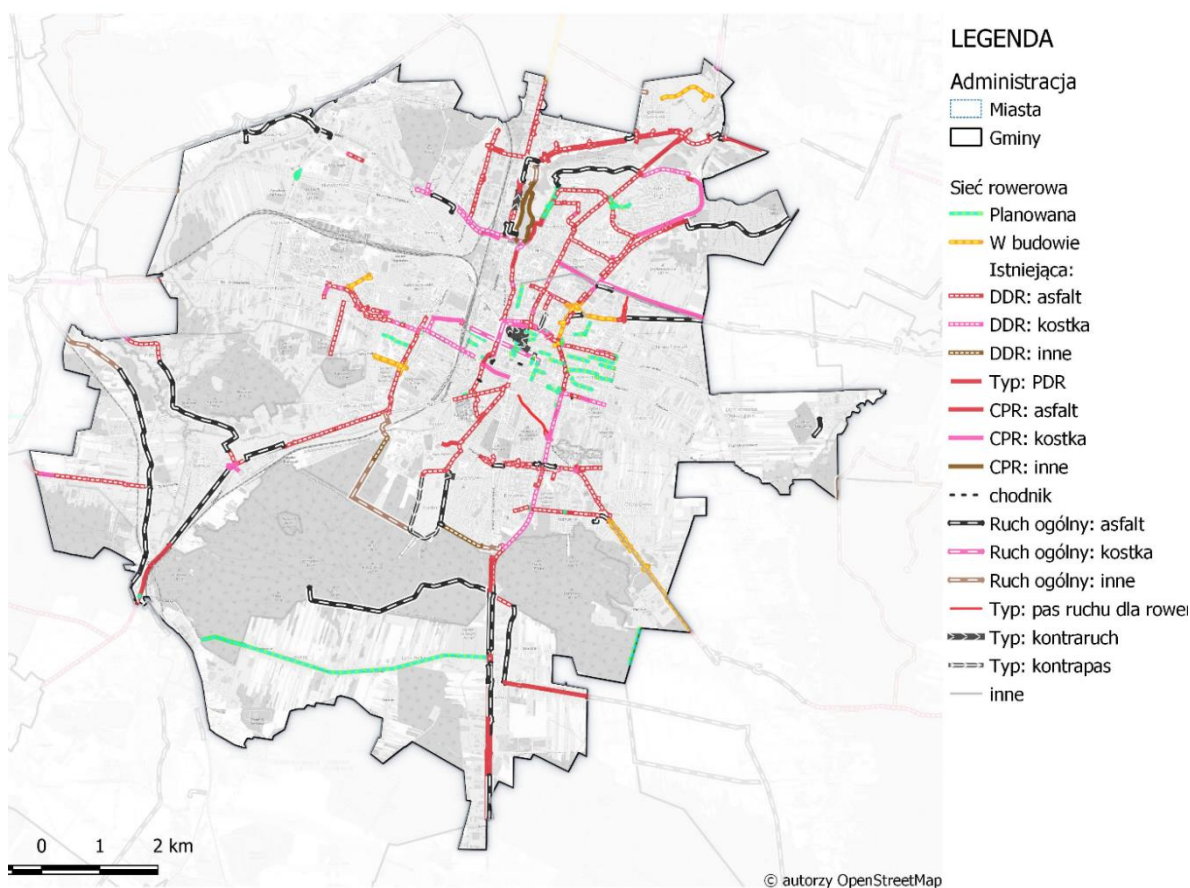 LEGENDA
Administracja
Miasta
Gminy
Sieć rowerowa
Planowana
W budowie
Istniejąca:
DDR: asfalt
DDR: kostka
DDR: inne
Typ: PDR
CPR: asfalt
CPR: kostka
CPR: inne
chodnik
Ruch ogólny: asfalt
Ruch ogólny: kostka
Ruch ogólny: inne
Typ: pas ruchu dla rower
Typ: kontraruch
Typ: kontrapas
inne
0 1 2 km
© autorzy OpenStreetMap